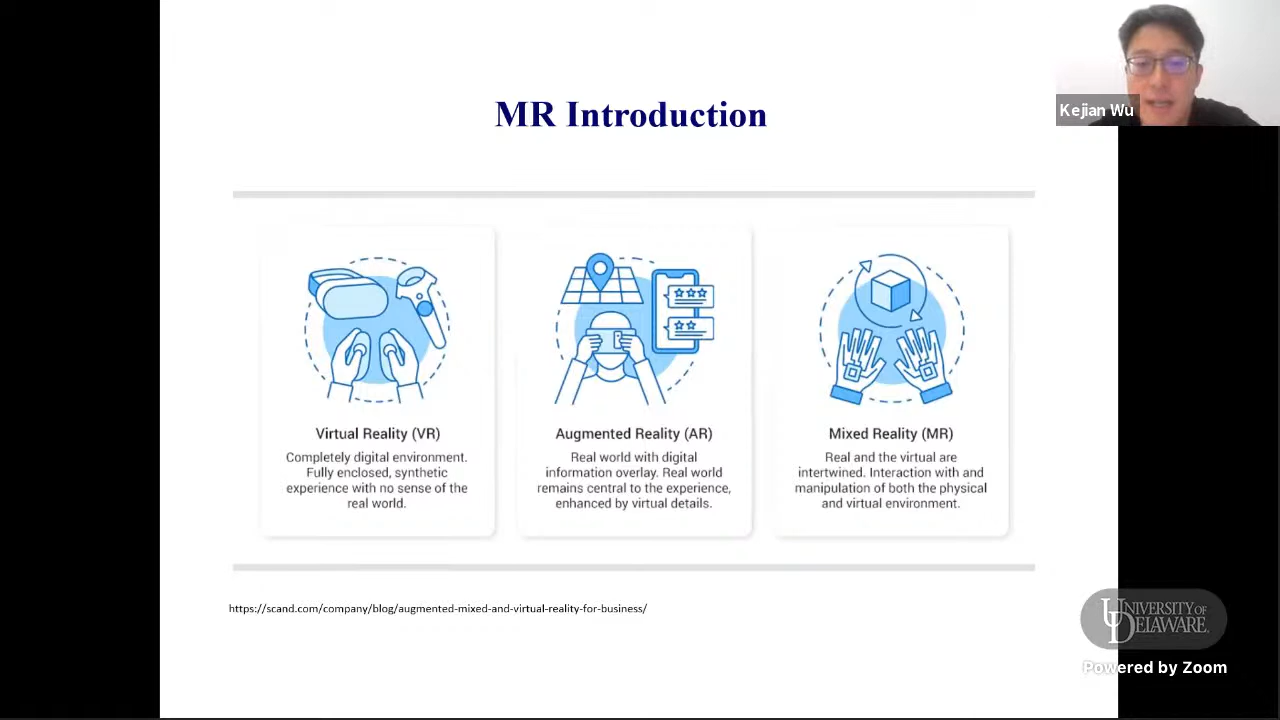 MR Introduction
Kejian Wu
Virtual Reality (VR)
Completely digital environment.
Fully enclosed, synthetic
experience with no sense of the
real world.
Augmented Reality (AR)
Real world with digital
information overlay. Real world
remains central to the experience,
enhanced by virtual details.
Mixed Reality (MR)
Real and the virtual are
intertwined. Interaction with and
manipulation of both the physical
and virtual environment.
https://scand.com/company/blog/augmented-mixed-and-virtual-reality-for-business/
UNIVERSITY OF
DELAWARE.
Powered by Zoom